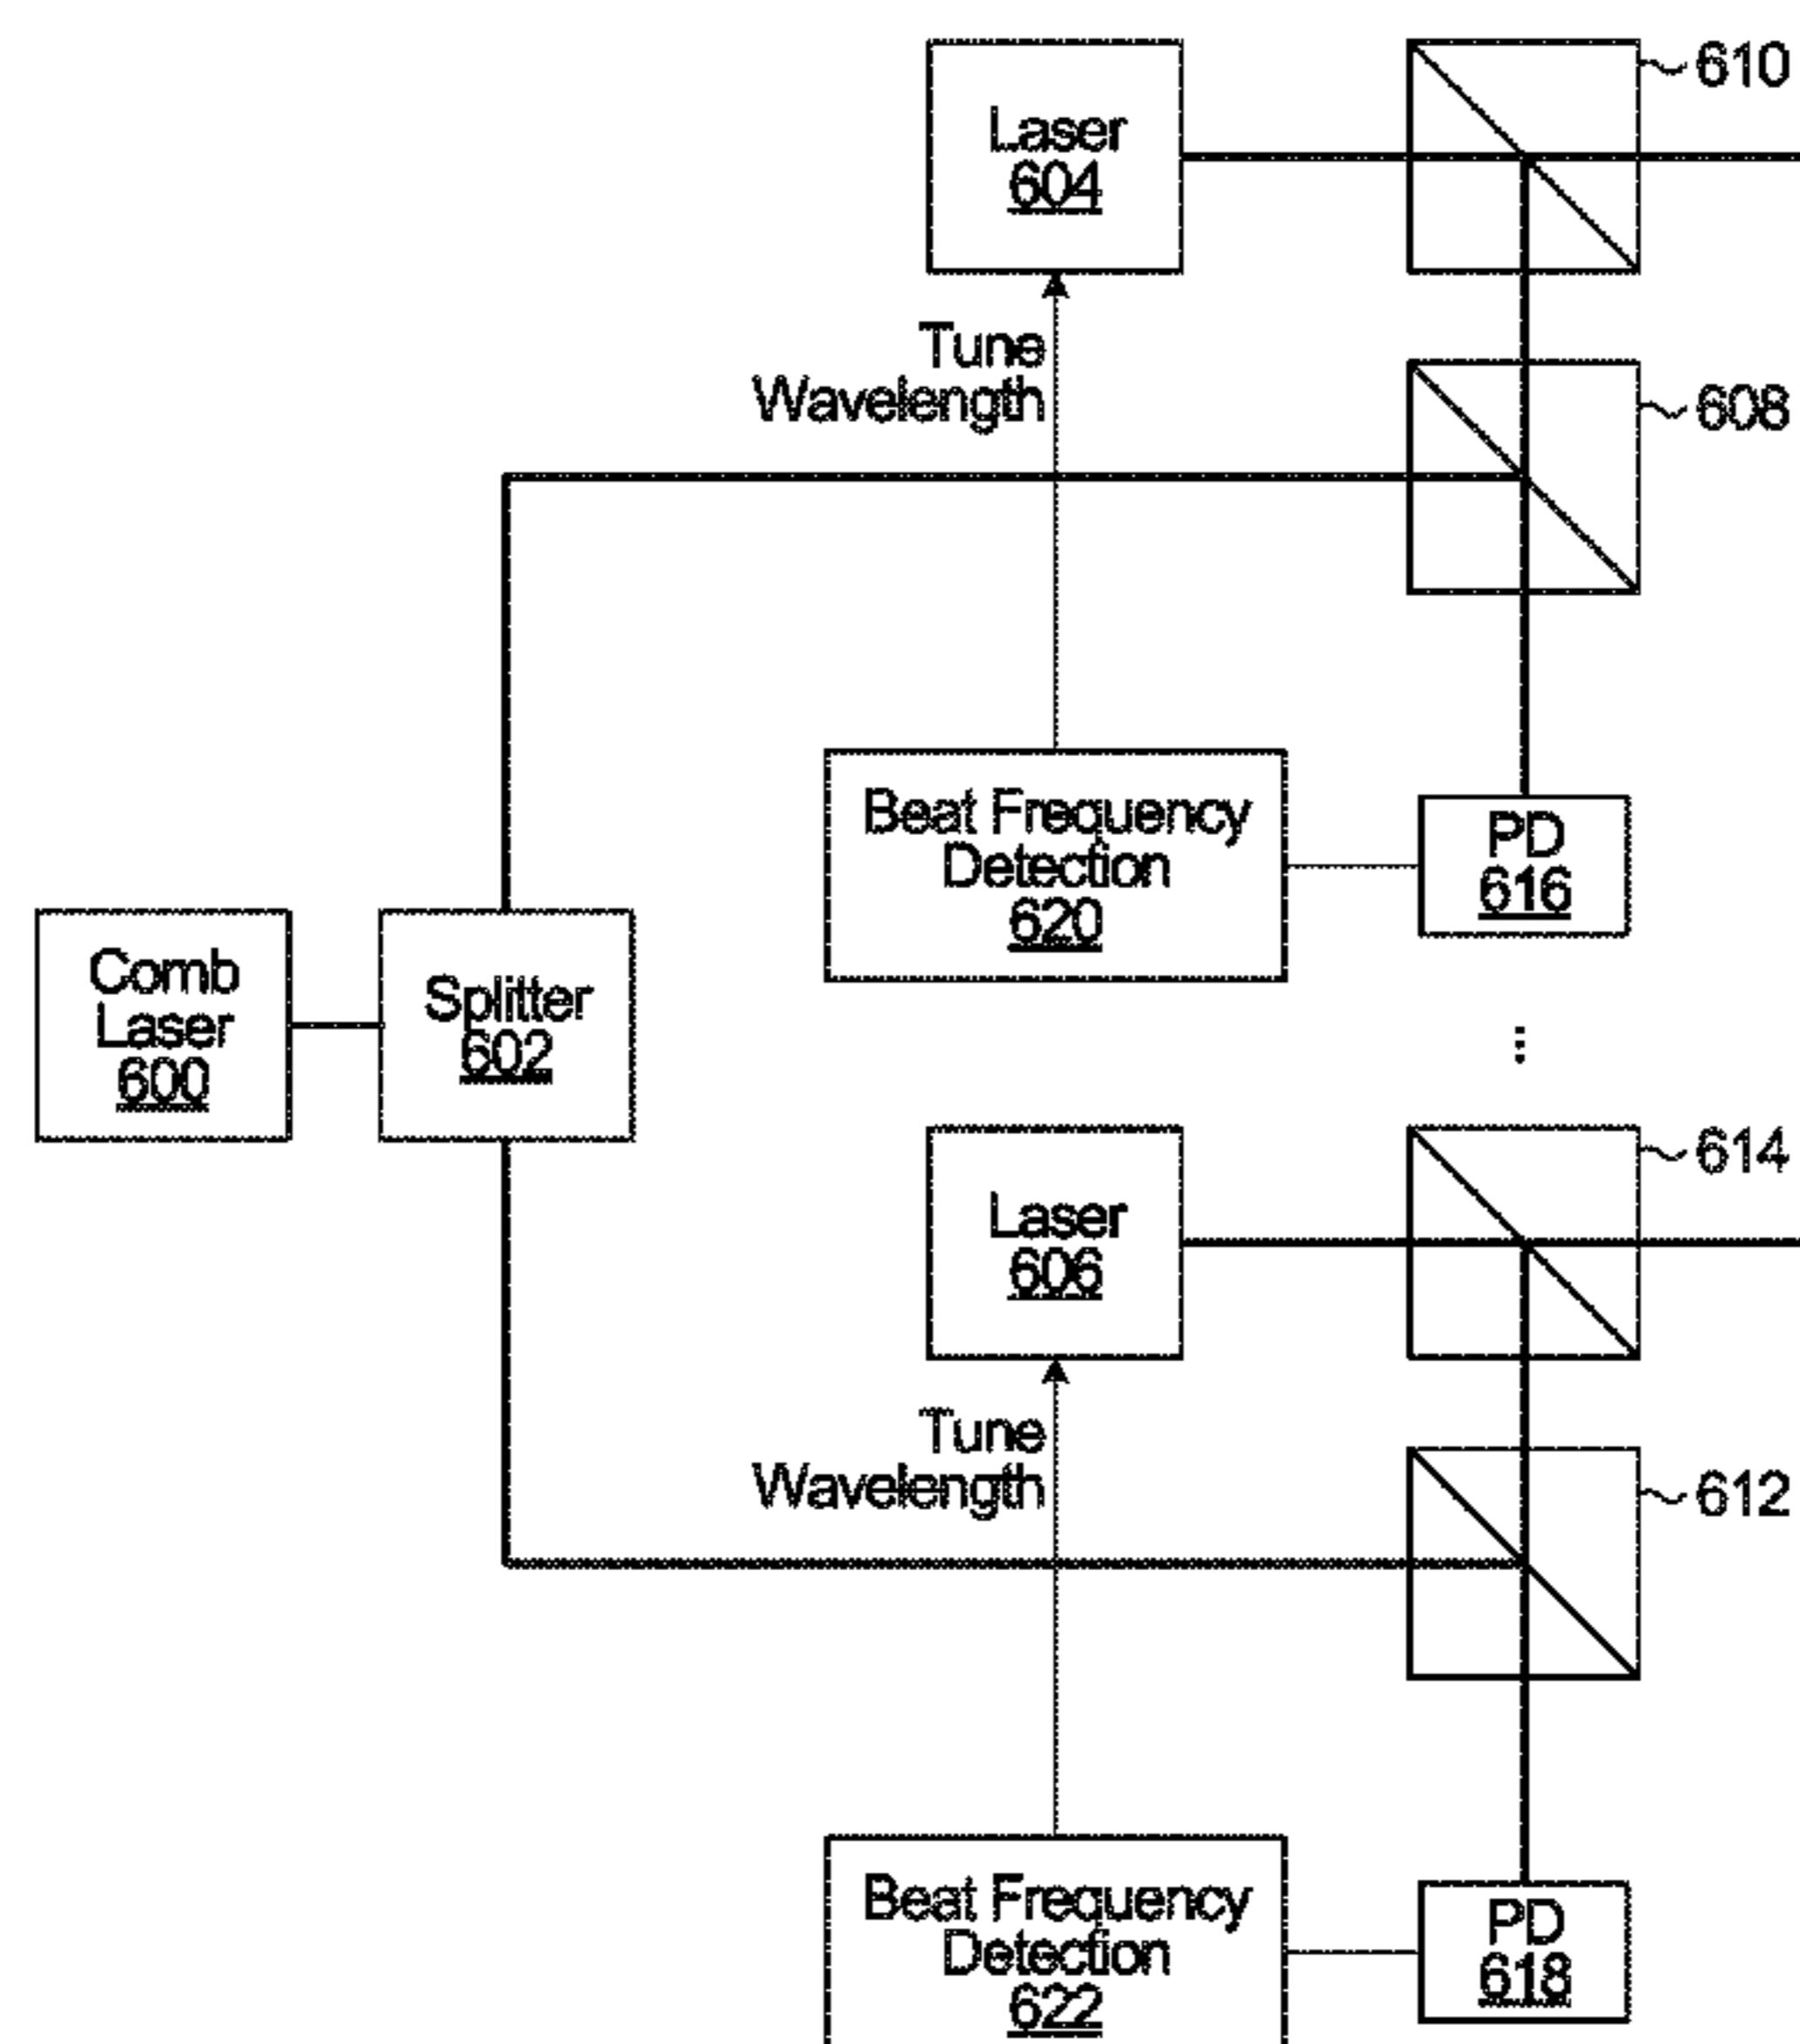 Laser
604
610
Tune
Wavelength
608
Beat Frequency
Detection
620
PD
616
Comb
Laser
600
Splitter
602
...
Laser
606
614
Tune
Wavelength
612
Beat Frequency
Detection
622
PD
618